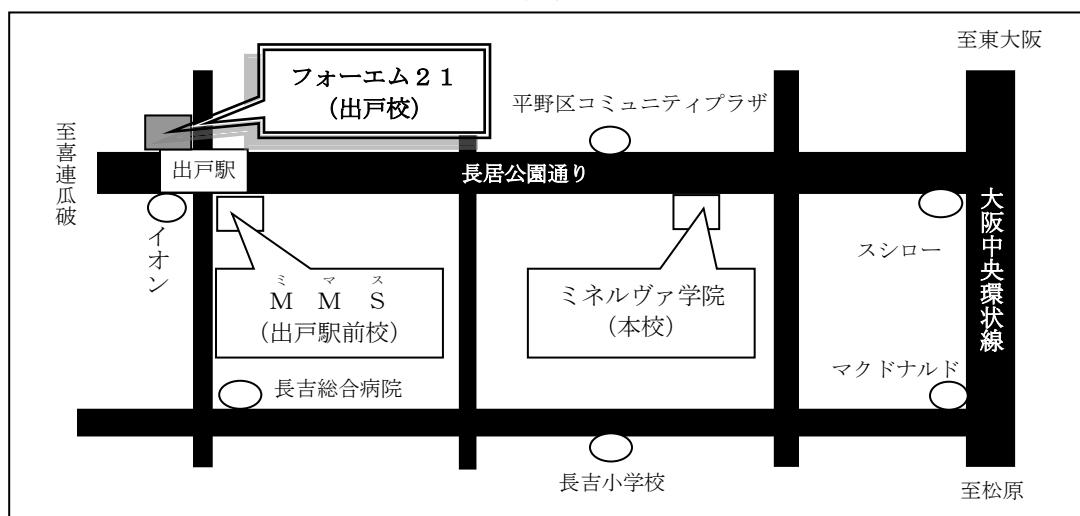 至東大阪
フォーエム２１
（出戸校）
平野区コミュニティプラザ
至喜連瓜破
出戸駅
長居公園通り
大阪中央環状線
イオン
スシロー
ミ マ ス
Ｍ Ｍ Ｓ
（出戸駅前校）
ミネルヴァ学院
（本校）
マクドナルド
長吉総合病院
長吉小学校
至松原